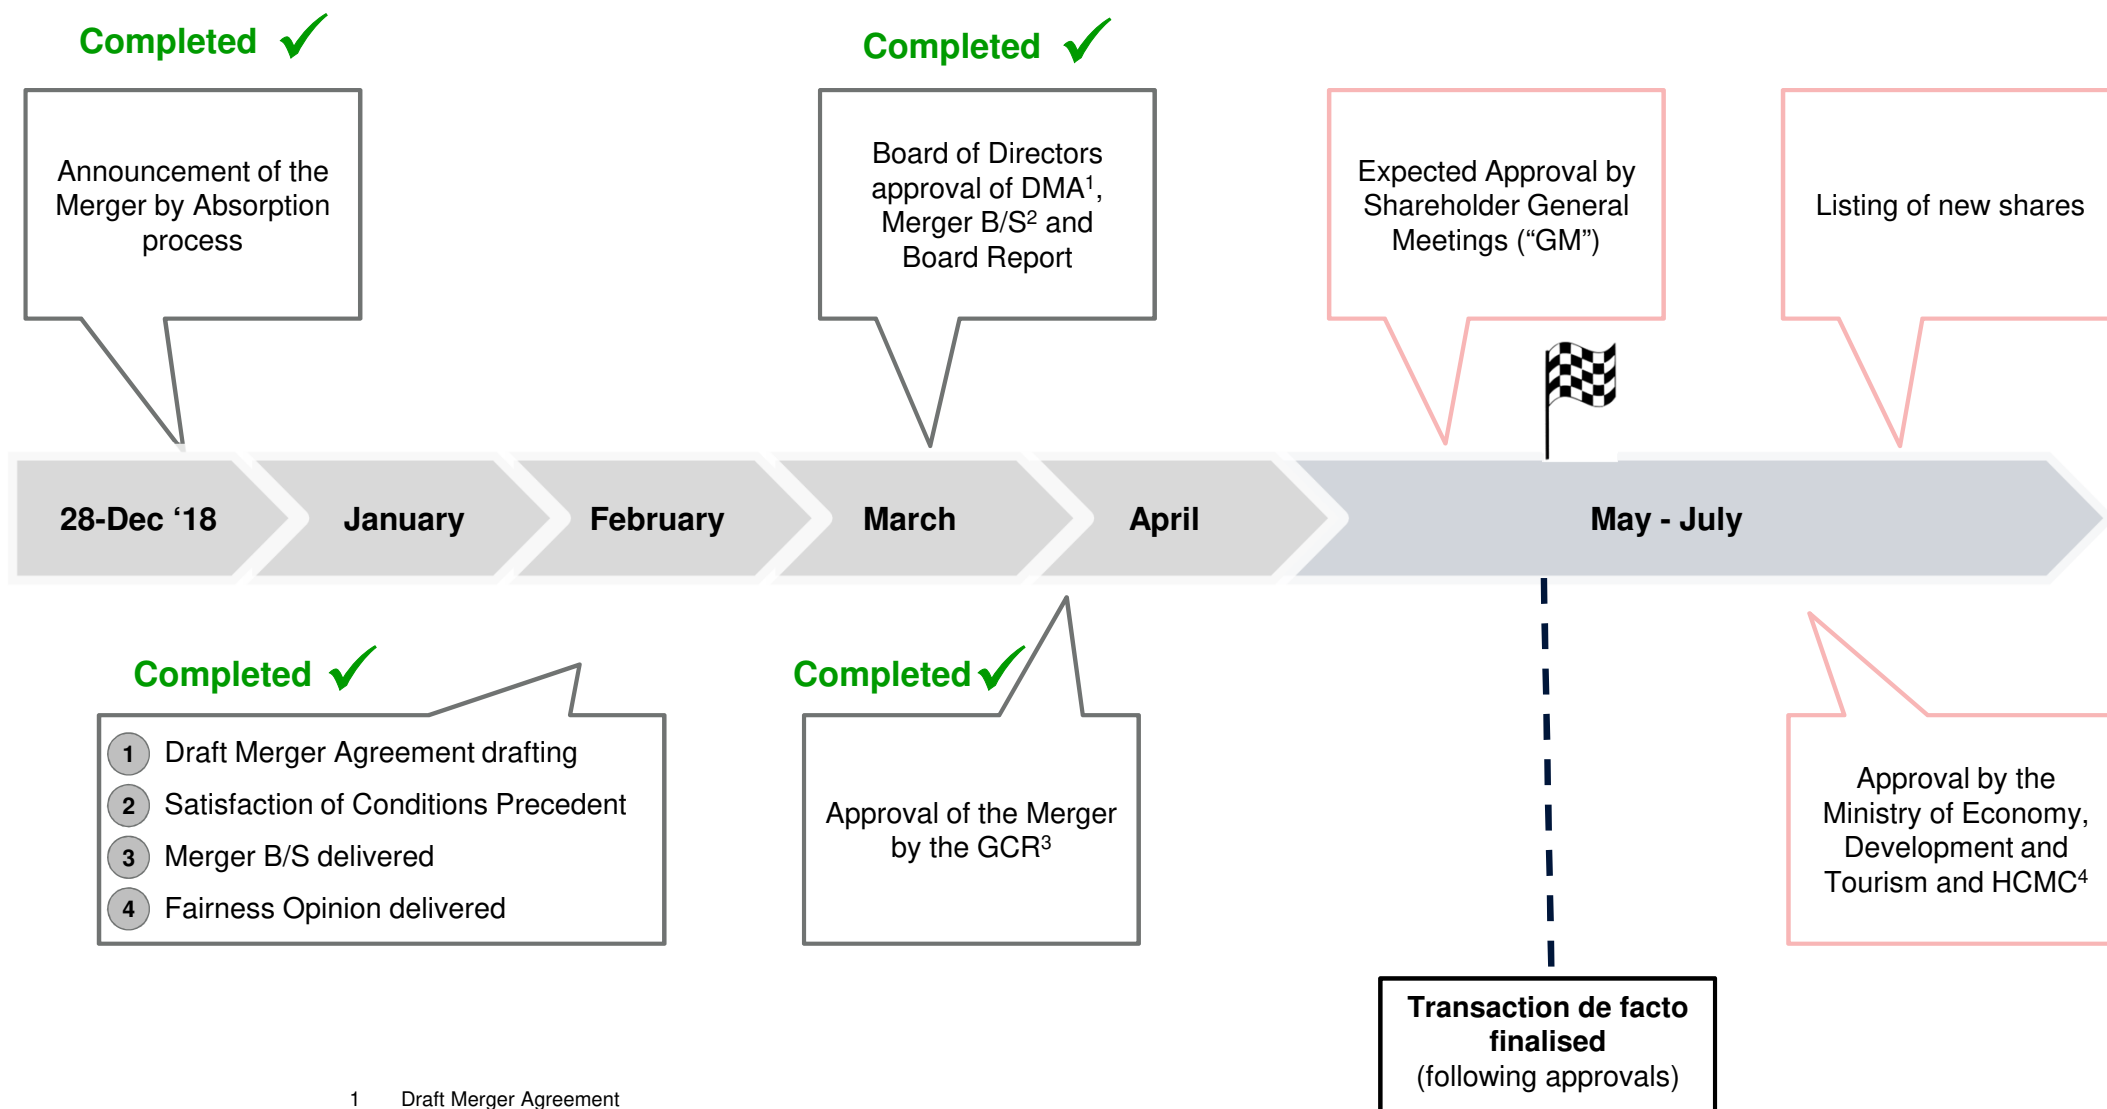 Completed
Completed
Announcement of the
Merger by Absorption
process
Board of Directors
approval of DMA¹,
Merger B/S² and
Board Report
Expected Approval by
Shareholder General
Meetings (“GM”)
Listing of new shares
28-Dec ‘18
January
February
March
April
May - July
Completed
1 Draft Merger Agreement drafting
2 Satisfaction of Conditions Precedent
3 Merger B/S delivered
4 Fairness Opinion delivered
Completed
Approval of the Merger
by the GCR³
Approval by the
Ministry of Economy,
Development and
Tourism and HCMC⁴
Transaction de facto
finalised
(following approvals)
1 Draft Merger Agreement